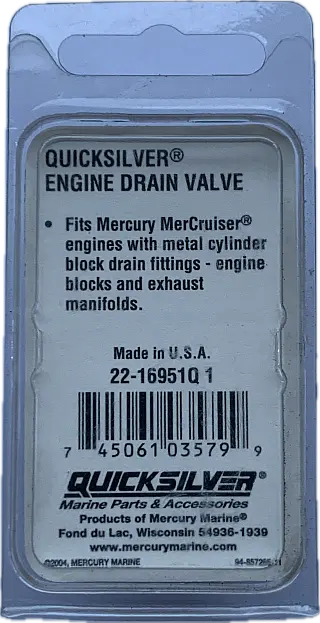 QUICKSILVER®
ENGINE DRAIN VALVE
• Fits Mercury MerCruiser®
engines with metal cylinder
block drain fittings - engine
blocks and exhaust
manifolds.
Made in U.S.A.
22-16951Q 1
7 45061 03579 9
QUICKSILVER®
Marine Parts & Accessories
Products of Mercury Marine®
Fond du Lac, Wisconsin 54936-1939
www.mercurymarine.com
©2004, MERCURY MARINE